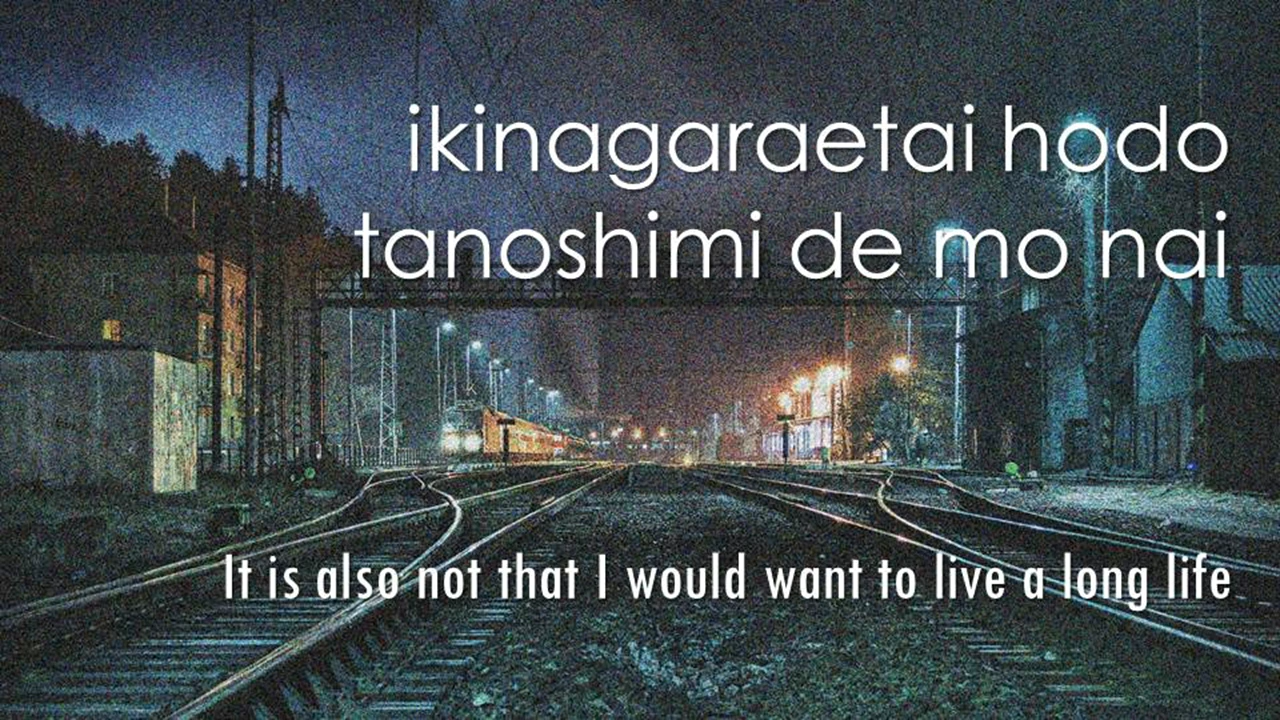 ikinagaraetai hodo
tanoshimi de mo nai
It is also not that I would want to live a long life